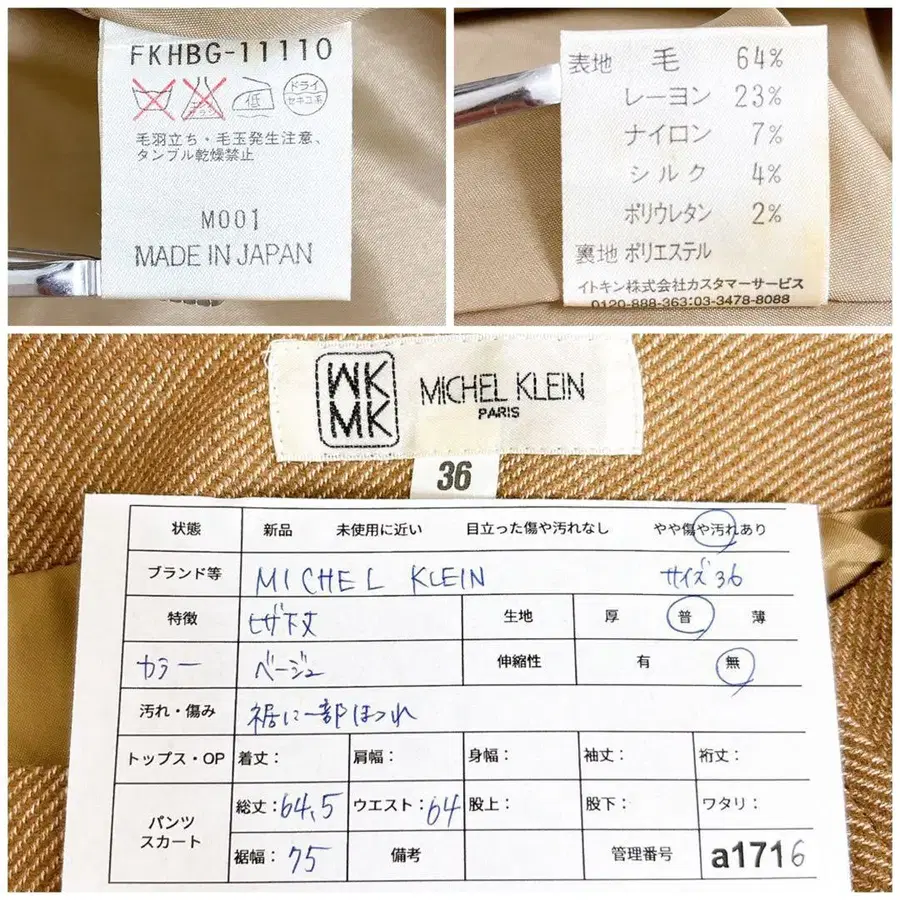 FKHBG-11110
低
ドライ
セキユ系
毛羽立ち・毛玉発生注意、
タンブル乾燥禁止
M001
MADE IN JAPAN
表地 毛 64%
レーヨン 23%
ナイロン 7%
シルク 4%
ポリウレタン 2%
裏地 ポリエステル
イトキン株式会社カスタマーサービス
0120-888-363:03-3478-8088
MK
MK
MICHEL KLEIN
PARIS
36
状態 新品 未使用に近い 目立った傷や汚れなし やや傷や汚れあり
ブランド等 MICHEL KLEIN サイズ36
特徴 ヒザ下丈 生地 厚 普 薄
カラー ベージュ 伸縮性 有 無
汚れ・傷み 裾に一部ほつれ
トップス・OP 着丈: 肩幅: 身幅: 袖丈: 裄丈:
パンツ スカート 総丈:64.5 ウエスト:64 股上: 股下: ワタリ:
裾幅: 75 備考 管理番号 a1716